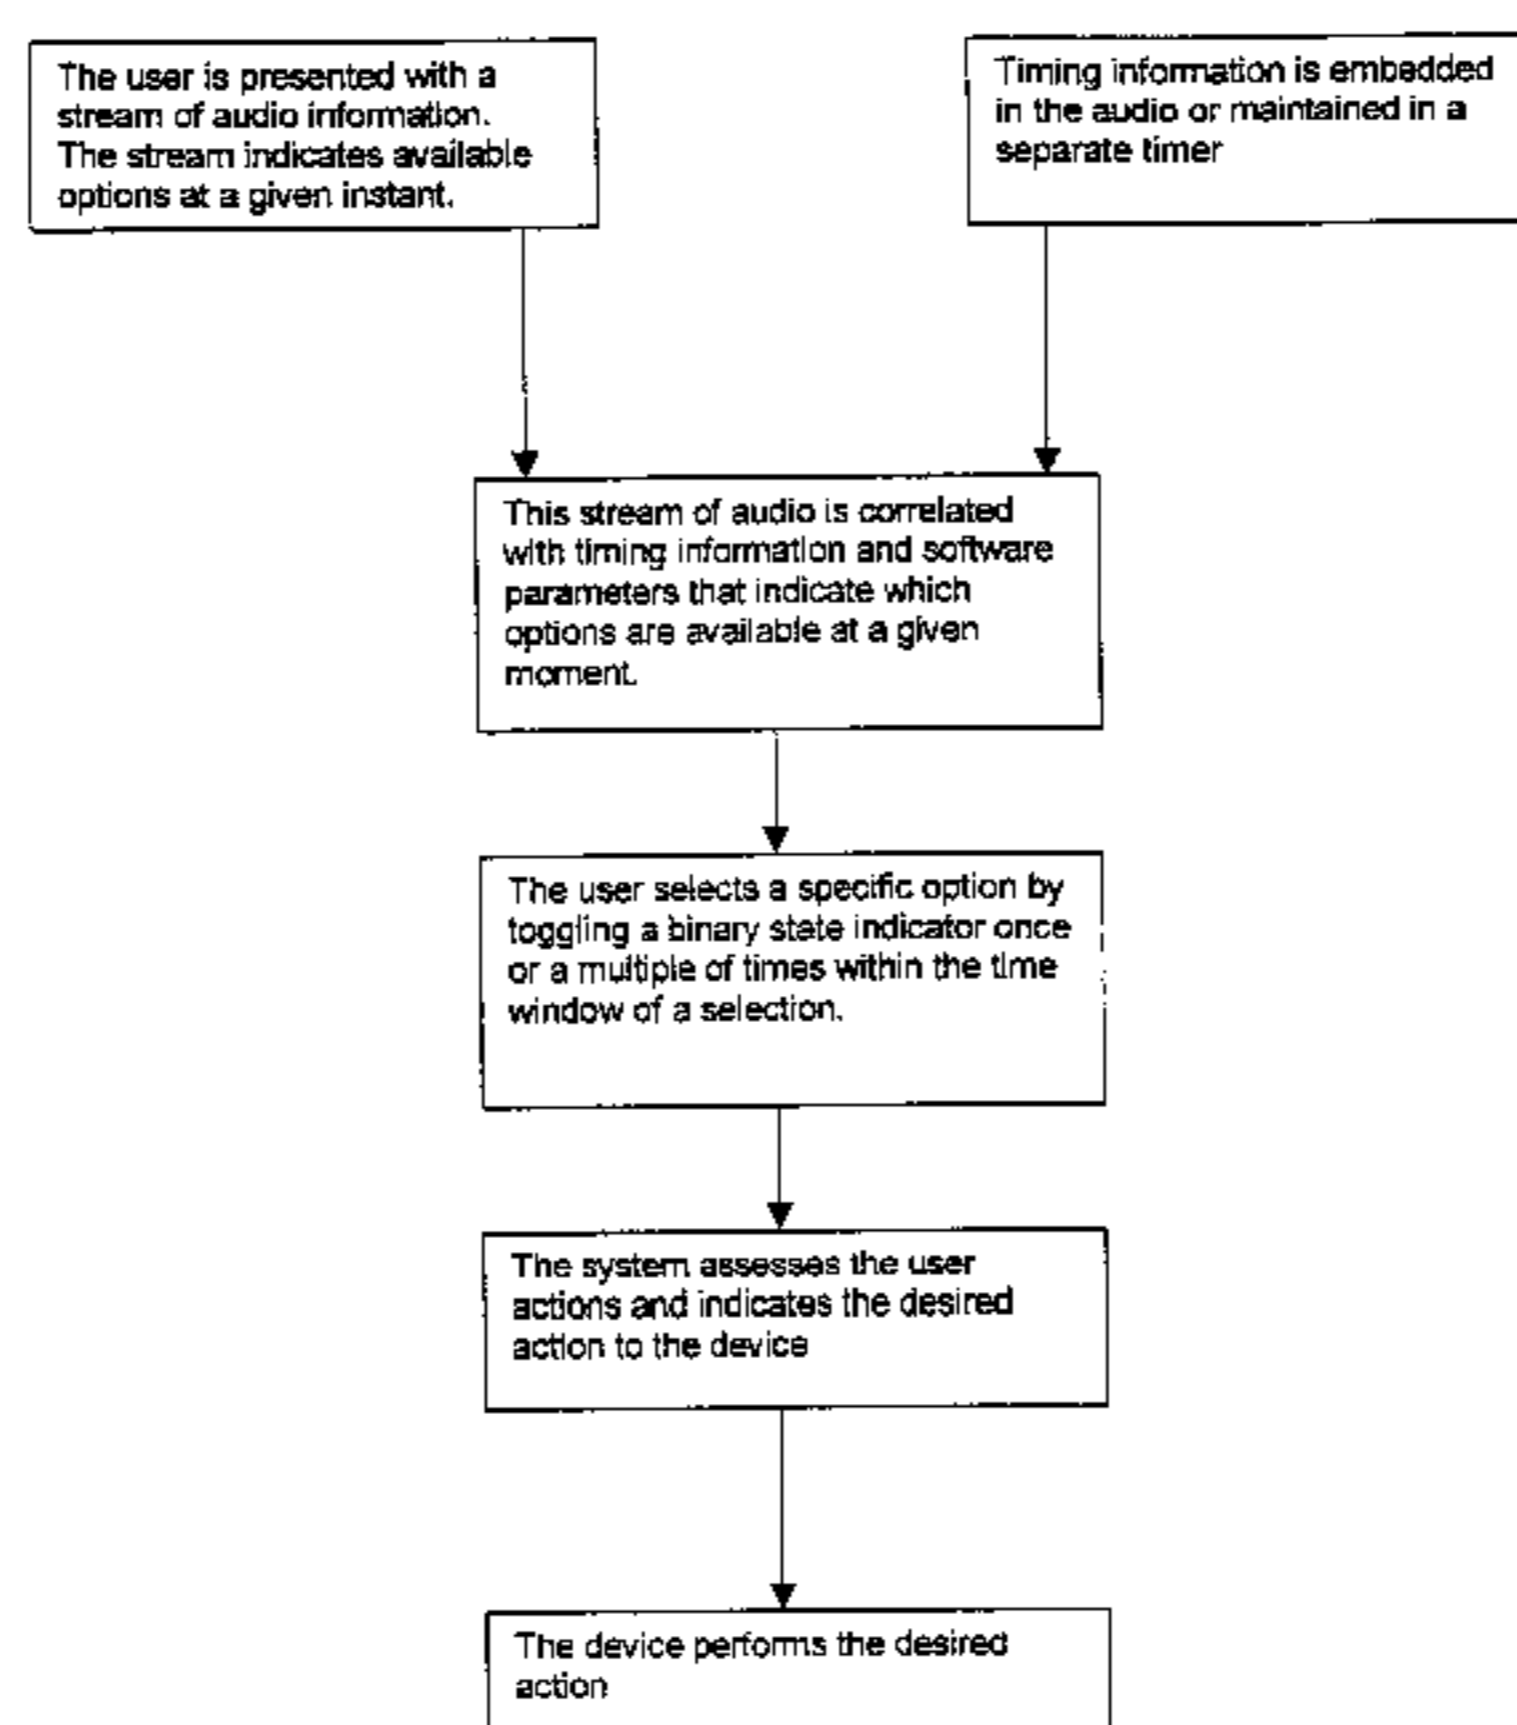 The user is presented with a
stream of audio information.
The stream indicates available
options at a given instant.
Timing information is embedded
in the audio or maintained in a
separate timer
This stream of audio is correlated
with timing information and software
parameters that indicate which
options are available at a given
moment.
The user selects a specific option by
toggling a binary state indicator once
or a multiple of times within the time
window of a selection.
The system assesses the user
actions and indicates the desired
action to the device
The device performs the desired
action